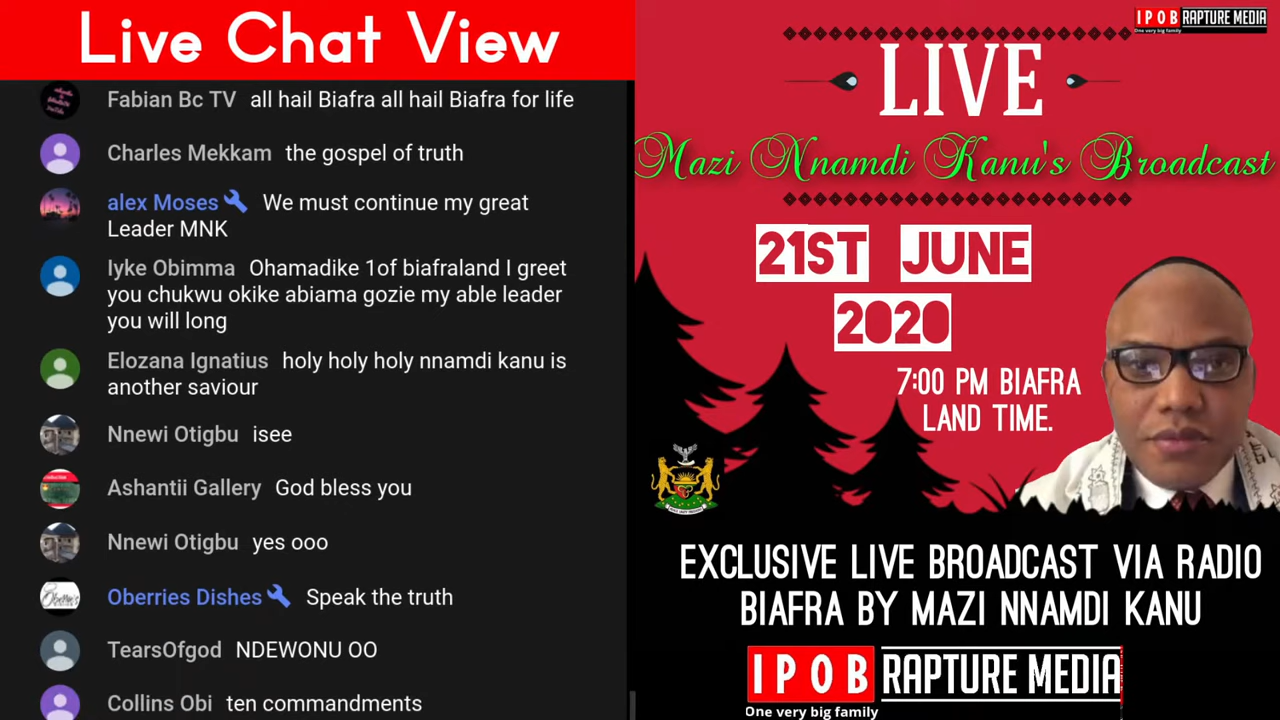 Live Chat View
Fabian Bc TV all hail Biafra all hail Biafra for life
Charles Mekkam the gospel of truth
alex Moses We must continue my great
Leader MNK
Iyke Obimma Ohamadike 1of biafraland I greet
you chukwu okike abiama gozie my able leader
you will long
Elozana Ignatius holy holy holy nnamdi kanu is
another saviour
Nnewi Otigbu isee
Ashantii Gallery God bless you
Nnewi Otigbu yes ooo
Oberries Dishes Speak the truth
TearsOfgod NDEWONU OO
Collins Obi ten commandments
IPOB RAPTURE MEDIA
One very big family
LIVE
Mazi Nnamdi Kanu's Broadcast
21ST JUNE
2020
7:00 PM BIAFRA
LAND TIME.
EXCLUSIVE LIVE BROADCAST VIA RADIO
BIAFRA BY MAZI NNAMDI KANU
IPOB RAPTURE MEDIA
One very big family